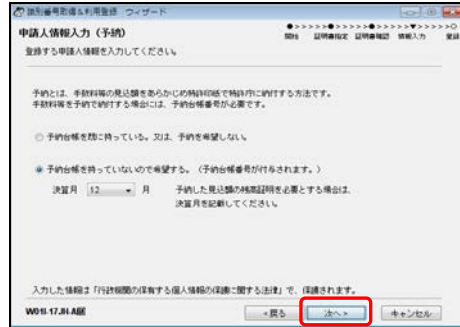 識別番号取得&利用登録 ウィザード
申請人情報入力(予納)
●>>>>>●>>>>>●>>>>>▼>>>>>○
開始 証明書指定 証明書確認 情報入力 登録
登録する申請人情報を入力してください。
予納とは、手数料等の見込額をあらかじめ特許印紙で特許庁に納付する方法です。
手数料等を予納で納付する場合には、予納台帳番号が必要です。
予納台帳を既に持っている。又は、予納を希望しない。
予納台帳を持っていないので希望する。(予納台帳番号が付与されます。)
決算月 12 月 予納した見込額の残高証明を必要とする場合は、
決算月を記載してください。
入力した情報は「行政機関の保有する個人情報の保護に関する法律」で、保護されます。
W01I-17.JH-A版 <戻る 次へ> キャンセル